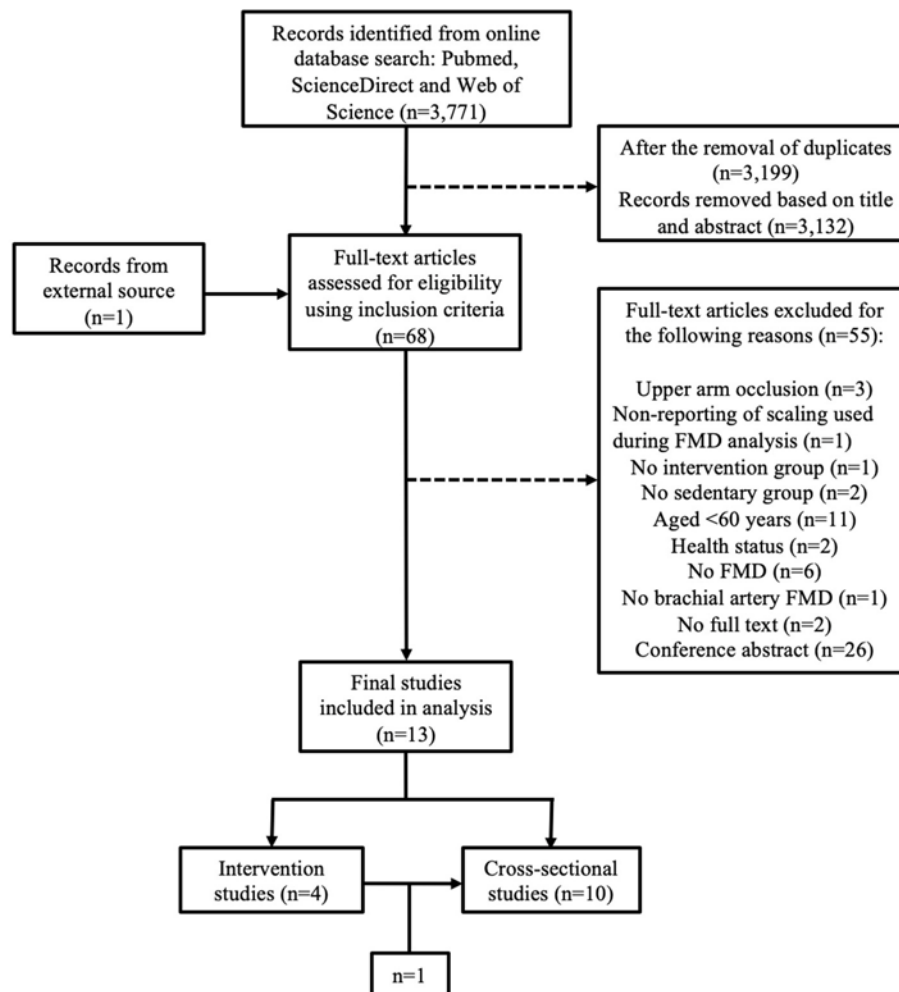 Records identified from online
database search: Pubmed,
ScienceDirect and Web of
Science (n=3,771)
After the removal of duplicates
(n=3,199)
Records removed based on title
and abstract (n=3,132)
Records from
external source
(n=1)
Full-text articles
assessed for eligibility
using inclusion criteria
(n=68)
Full-text articles excluded for
the following reasons (n=55):
Upper arm occlusion (n=3)
Non-reporting of scaling used
during FMD analysis (n=1)
No intervention group (n=1)
No sedentary group (n=2)
Aged <60 years (n=11)
Health status (n=2)
No FMD (n=6)
No brachial artery FMD (n=1)
No full text (n=2)
Conference abstract (n=26)
Final studies
included in analysis
(n=13)
Intervention
studies (n=4)
Cross-sectional
studies (n=10)
n=1